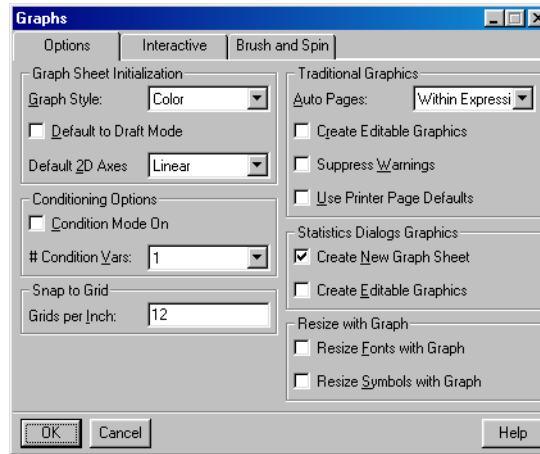 Graphs
Options
Interactive
Brush and Spin
Graph Sheet Initialization
Graph Style: Color
Default to Draft Mode
Default 2D Axes Linear
Conditioning Options
Condition Mode On
# Condition Vars: 1
Snap to Grid
Grids per Inch: 12
Traditional Graphics
Auto Pages: Within Expressi
Create Editable Graphics
Suppress Warnings
Use Printer Page Defaults
Statistics Dialogs Graphics
Create New Graph Sheet
Create Editable Graphics
Resize with Graph
Resize Fonts with Graph
Resize Symbols with Graph
OK
Cancel
Help